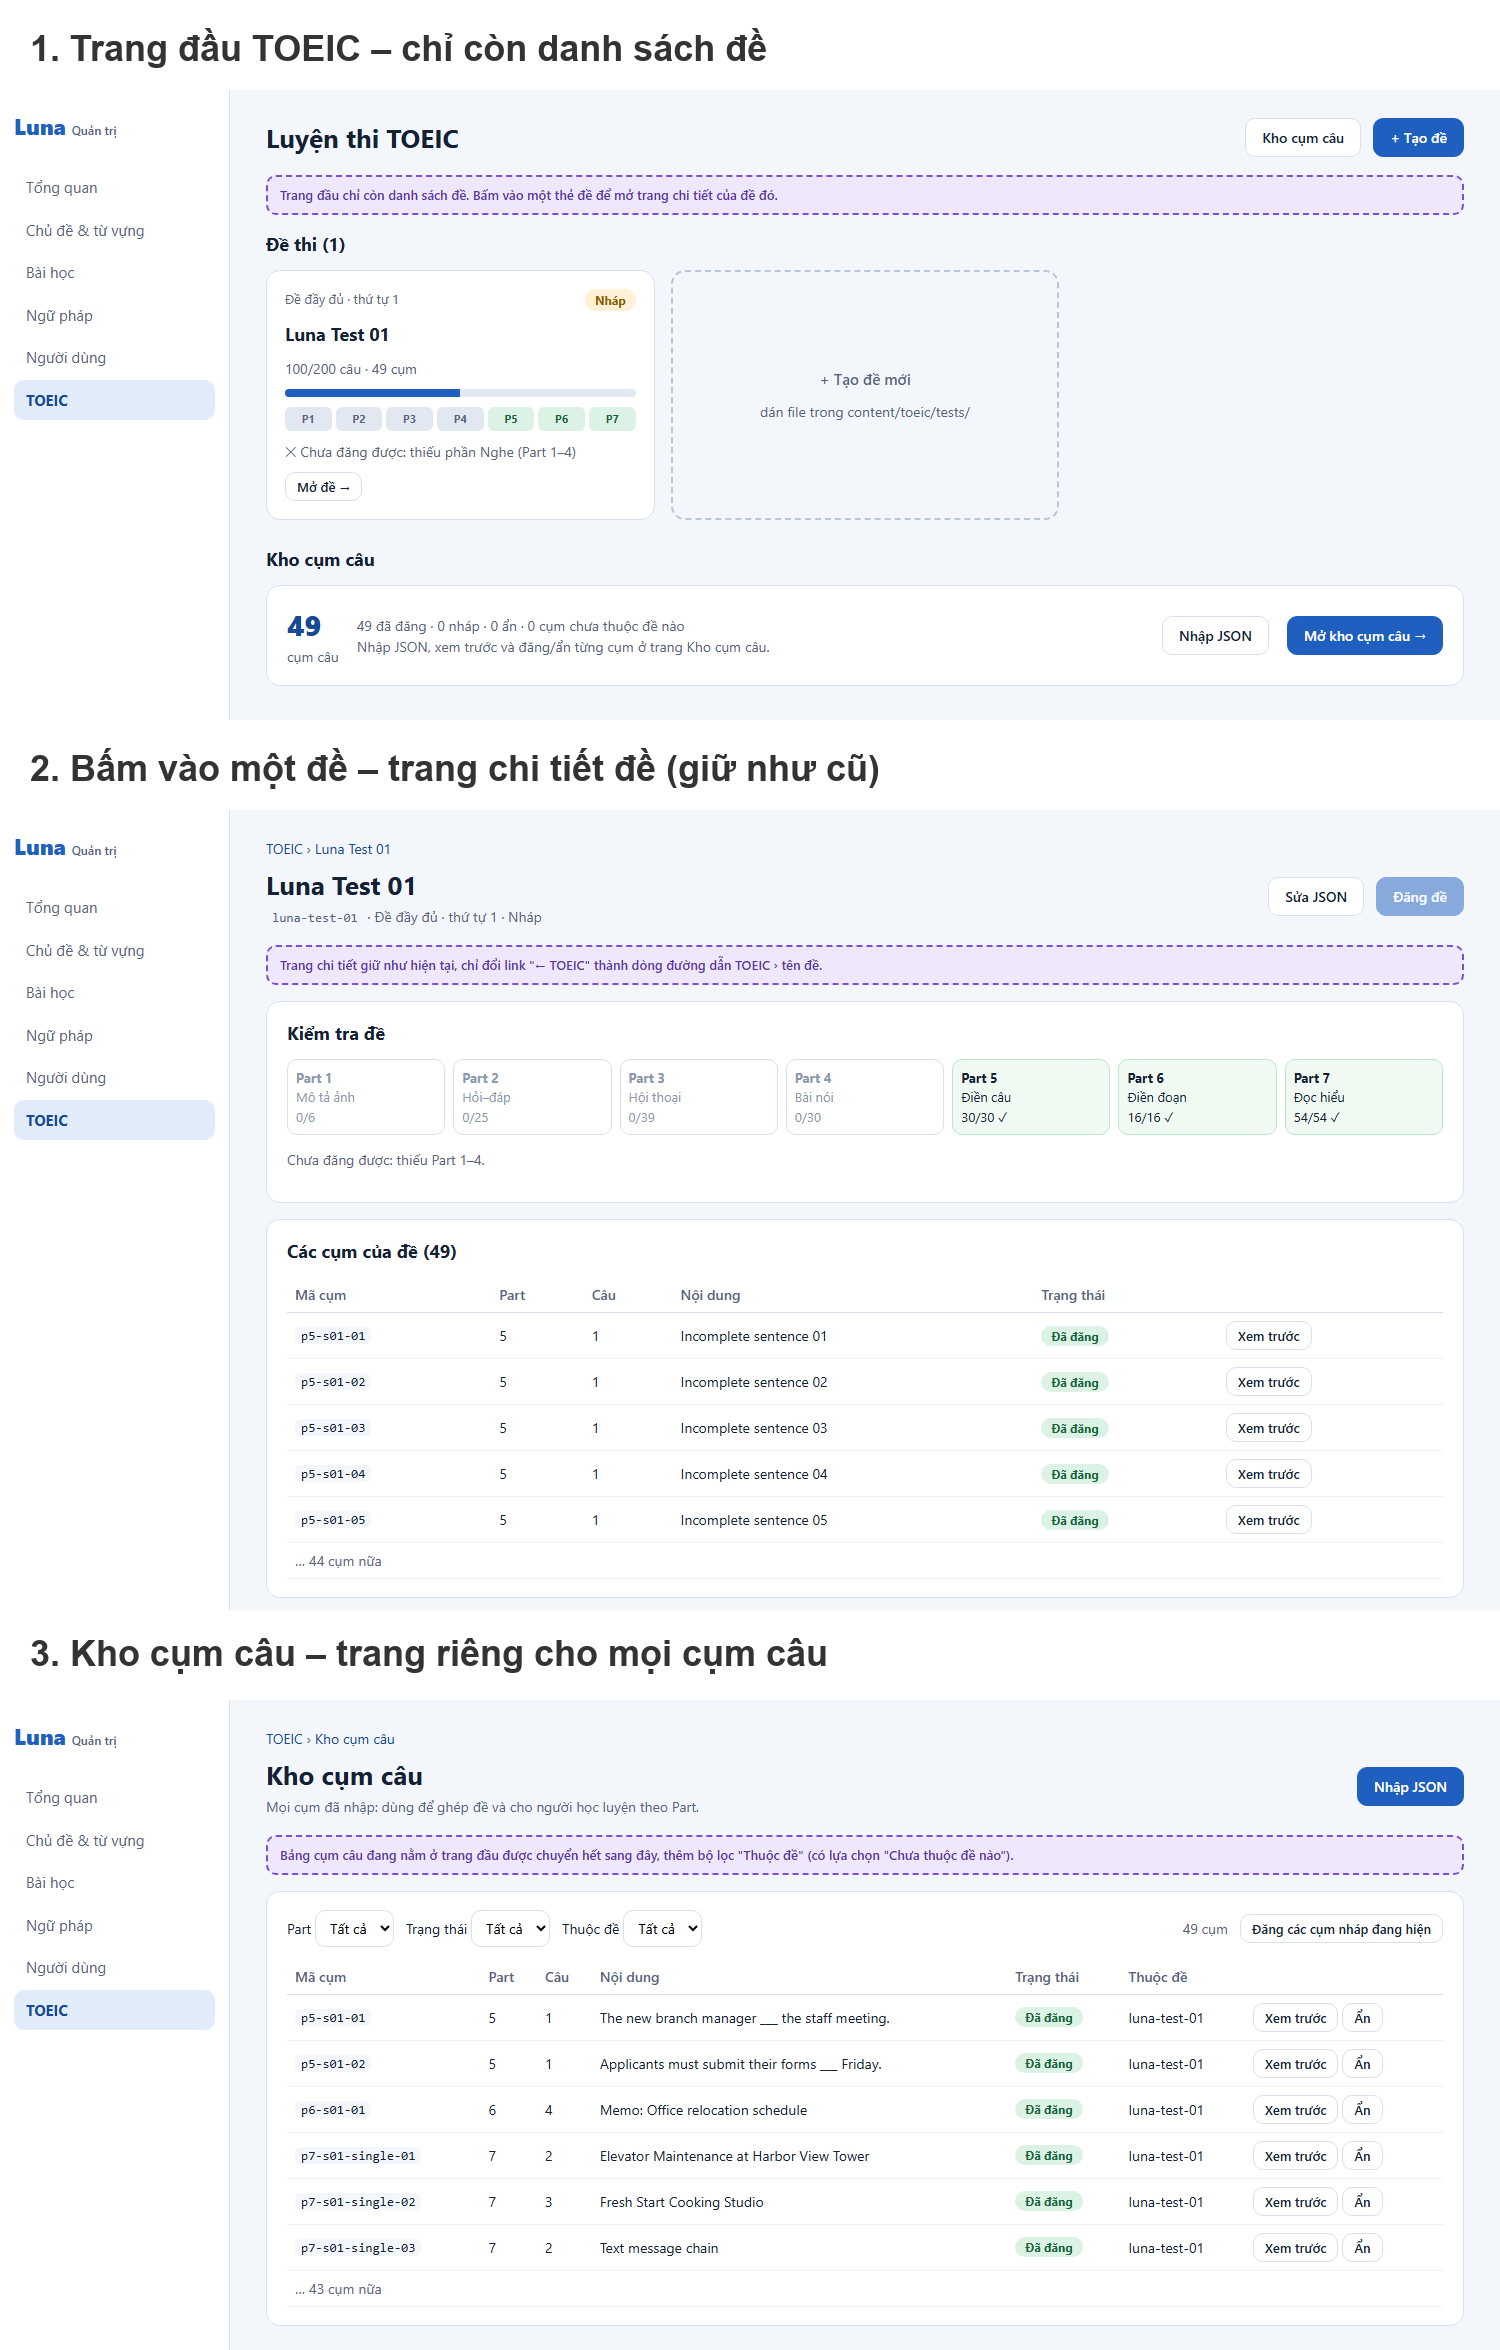 1. Trang đầu TOEIC – chỉ còn danh sách đề
Luna Quản trị
Tổng quan
Chủ đề & từ vựng
Bài học
Ngữ pháp
Người dùng
TOEIC
Luyện thi TOEIC
Kho cụm câu
+ Tạo đề
Trang đầu chỉ còn danh sách đề. Bấm vào một thẻ đề để mở trang chi tiết của đề đó.
Đề thi (1)
Đề đầy đủ · thứ tự 1
Nháp
Luna Test 01
100/200 câu · 49 cụm
P1 P2 P3 P4 P5 P6 P7
✕ Chưa đăng được: thiếu phần Nghe (Part 1–4)
Mở đề →
+ Tạo đề mới
dán file trong content/toeic/tests/
Kho cụm câu
49
cụm câu
49 đã đăng · 0 nháp · 0 ẩn · 0 cụm chưa thuộc đề nào
Nhập JSON, xem trước và đăng/ẩn từng cụm ở trang Kho cụm câu.
Nhập JSON
Mở kho cụm câu →
2. Bấm vào một đề – trang chi tiết đề (giữ như cũ)
Luna Quản trị
Tổng quan
Chủ đề & từ vựng
Bài học
Ngữ pháp
Người dùng
TOEIC
TOEIC › Luna Test 01
Luna Test 01
luna-test-01 · Đề đầy đủ · thứ tự 1 · Nháp
Sửa JSON
Đăng đề
Trang chi tiết giữ như hiện tại, chỉ đổi link "← TOEIC" thành dòng đường dẫn TOEIC › tên đề.
Kiểm tra đề
Part 1
Mô tả ảnh
0/6
Part 2
Hỏi–đáp
0/25
Part 3
Hội thoại
0/39
Part 4
Bài nói
0/30
Part 5
Điền câu
30/30 ✓
Part 6
Điền đoạn
16/16 ✓
Part 7
Đọc hiểu
54/54 ✓
Chưa đăng được: thiếu Part 1–4.
Các cụm của đề (49)
Mã cụm Part Câu Nội dung Trạng thái
p5-s01-01 5 1 Incomplete sentence 01 Đã đăng Xem trước
p5-s01-02 5 1 Incomplete sentence 02 Đã đăng Xem trước
p5-s01-03 5 1 Incomplete sentence 03 Đã đăng Xem trước
p5-s01-04 5 1 Incomplete sentence 04 Đã đăng Xem trước
p5-s01-05 5 1 Incomplete sentence 05 Đã đăng Xem trước
... 44 cụm nữa
3. Kho cụm câu – trang riêng cho mọi cụm câu
Luna Quản trị
Tổng quan
Chủ đề & từ vựng
Bài học
Ngữ pháp
Người dùng
TOEIC
TOEIC › Kho cụm câu
Kho cụm câu
Mọi cụm đã nhập: dùng để ghép đề và cho người học luyện theo Part.
Nhập JSON
Bảng cụm câu đang nằm ở trang đầu được chuyển hết sang đây, thêm bộ lọc "Thuộc đề" (có lựa chọn "Chưa thuộc đề nào").
Part Tất cả Trạng thái Tất cả Thuộc đề Tất cả 49 cụm Đăng các cụm nháp đang hiện
Mã cụm Part Câu Nội dung Trạng thái Thuộc đề
p5-s01-01 5 1 The new branch manager ___ the staff meeting. Đã đăng luna-test-01 Xem trước Ẩn
p5-s01-02 5 1 Applicants must submit their forms ___ Friday. Đã đăng luna-test-01 Xem trước Ẩn
p6-s01-01 6 4 Memo: Office relocation schedule Đã đăng luna-test-01 Xem trước Ẩn
p7-s01-single-01 7 2 Elevator Maintenance at Harbor View Tower Đã đăng luna-test-01 Xem trước Ẩn
p7-s01-single-02 7 3 Fresh Start Cooking Studio Đã đăng luna-test-01 Xem trước Ẩn
p7-s01-single-03 7 2 Text message chain Đã đăng luna-test-01 Xem trước Ẩn
... 43 cụm nữa